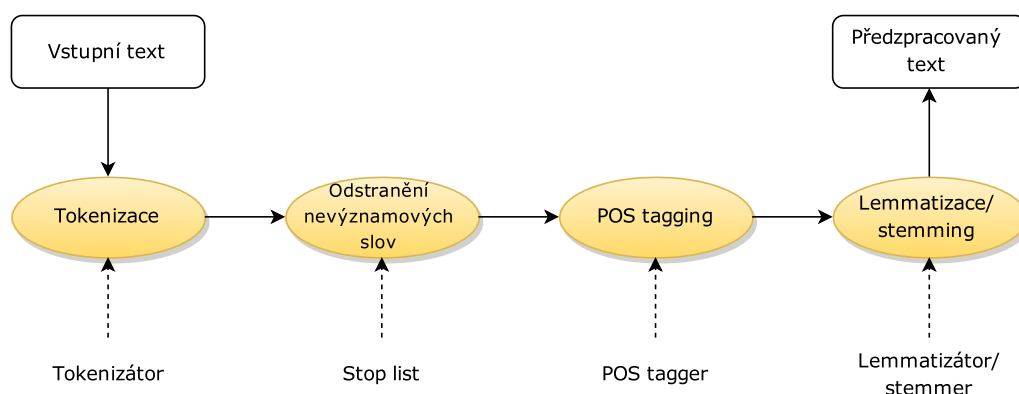 Vstupní text
Předzpracovaný
text
Tokenizace
Odstranění
nevýznamových
slov
POS tagging
Lemmatizace/
stemming
Tokenizátor
Stop list
POS tagger
Lemmatizátor/
stemmer